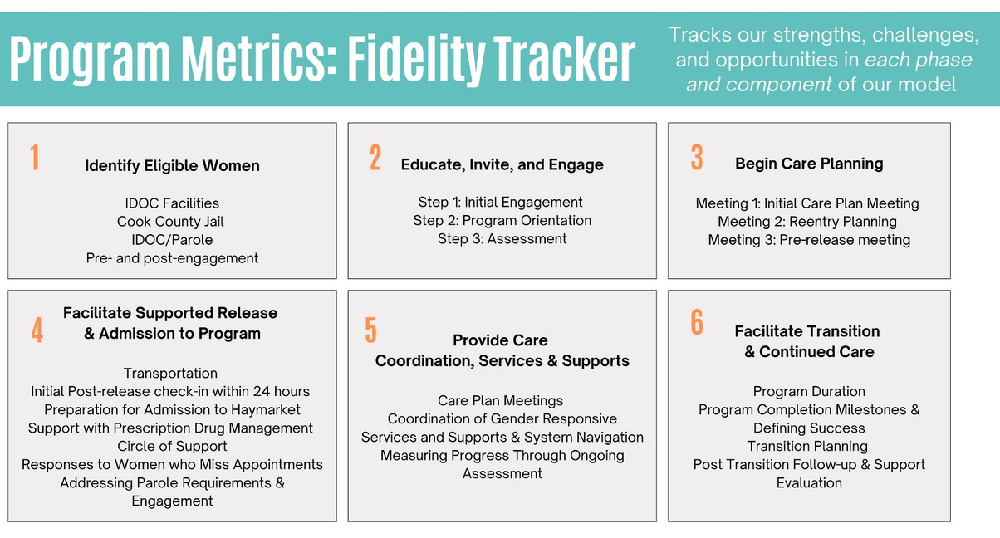 Program Metrics: Fidelity Tracker
Tracks our strengths, challenges,
and opportunities in each phase
and component of our model
1
Identify Eligible Women
IDOC Facilities
Cook County Jail
IDOC/Parole
Pre- and post-engagement
2
Educate, Invite, and Engage
Step 1: Initial Engagement
Step 2: Program Orientation
Step 3: Assessment
3
Begin Care Planning
Meeting 1: Initial Care Plan Meeting
Meeting 2: Reentry Planning
Meeting 3: Pre-release meeting
4
Facilitate Supported Release
& Admission to Program
Transportation
Initial Post-release check-in within 24 hours
Preparation for Admission to Haymarket
Support with Prescription Drug Management
Circle of Support
Responses to Women who Miss Appointments
Addressing Parole Requirements &
Engagement
5
Provide Care
Coordination, Services & Supports
Care Plan Meetings
Coordination of Gender Responsive
Services and Supports & System Navigation
Measuring Progress Through Ongoing
Assessment
6
Facilitate Transition
& Continued Care
Program Duration
Program Completion Milestones &
Defining Success
Transition Planning
Post Transition Follow-up & Support
Evaluation